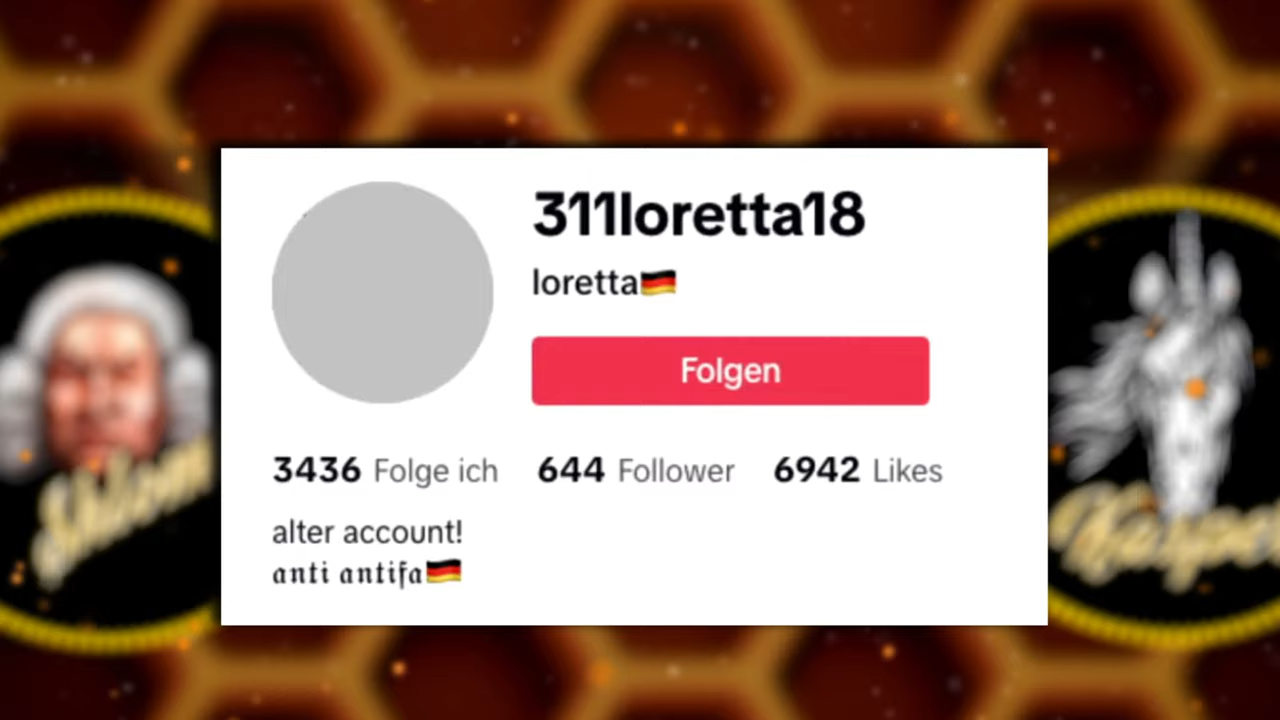 311loretta18
loretta🇩🇪
Folgen
3436 Folge ich 644 Follower 6942 Likes
alter account!
𝖆𝖓𝖙𝖎 𝖆𝖓𝖙𝖎𝖋𝖆🇩🇪